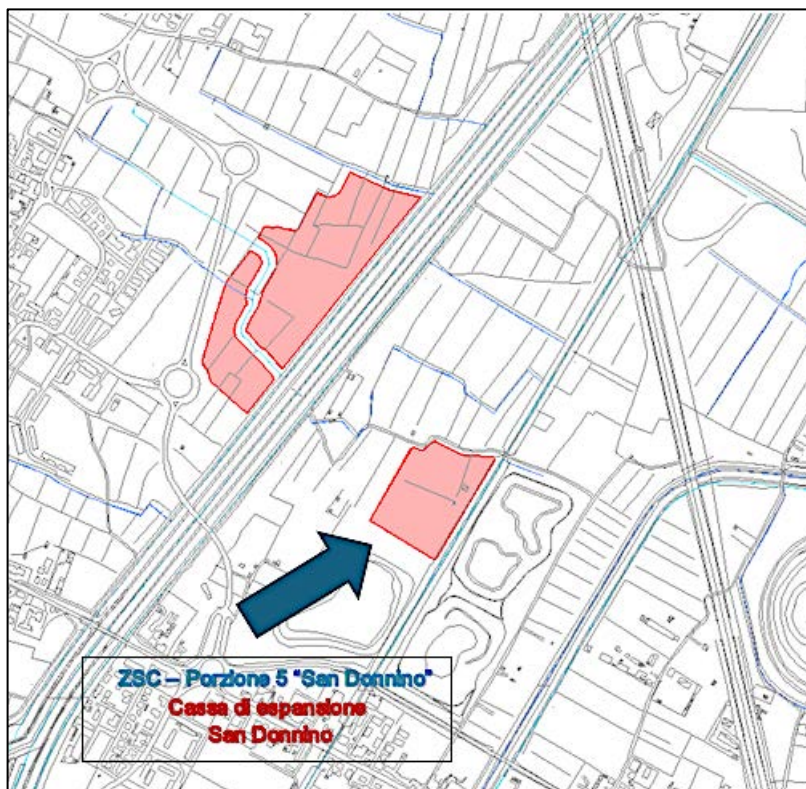 ZSC – Porzione 5 "San Donnino"
Cassa di espansione
San Donnino